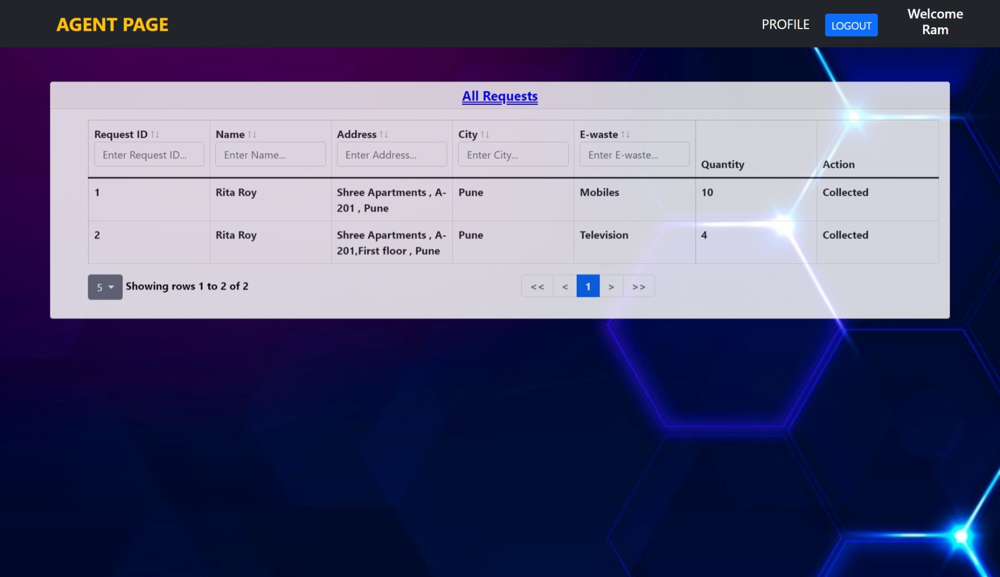 AGENT PAGE
PROFILE
LOGOUT
Welcome
Ram
All Requests
Request ID ↑↓ Name ↑↓ Address ↑↓ City ↑↓ E-waste ↑↓ Quantity Action
Enter Request ID... Enter Name... Enter Address... Enter City... Enter E-waste...
1 Rita Roy Shree Apartments , A- Pune Mobiles 10 Collected
201 , Pune
2 Rita Roy Shree Apartments , A- Pune Television 4 Collected
201,First floor , Pune
5 Showing rows 1 to 2 of 2 << < 1 > >>